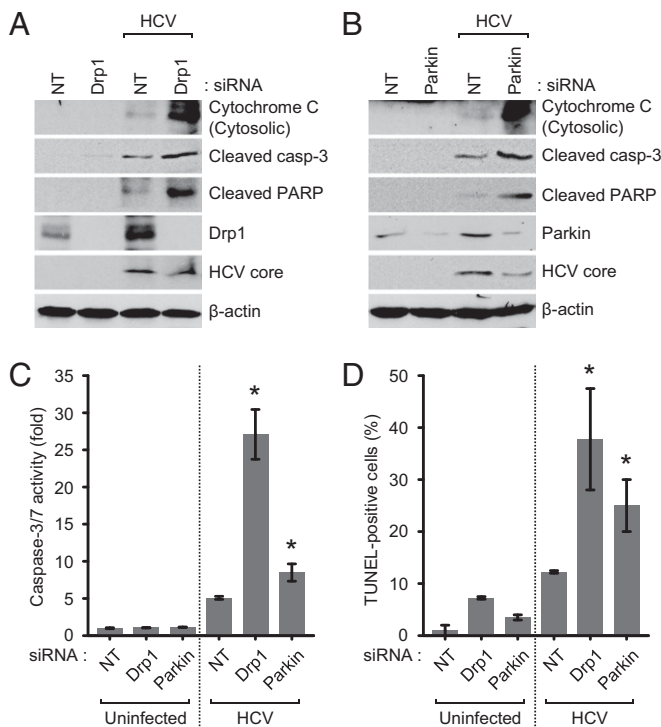 A
HCV
NT
Drp1
NT
Drp1
: siRNA
Cytochrome C
(Cytosolic)
Cleaved casp-3
Cleaved PARP
Drp1
HCV core
β-actin
B
HCV
NT
Parkin
NT
Parkin
: siRNA
Cytochrome C
(Cytosolic)
Cleaved casp-3
Cleaved PARP
Parkin
HCV core
β-actin
C
Caspase-3/7 activity (fold)
35
30
25
20
15
10
5
0
*
*
siRNA :
NT
Drp1
Parkin
NT
Drp1
Parkin
Uninfected
HCV
D
TUNEL-positive cells (%)
50
40
30
20
10
0
*
*
siRNA :
NT
Drp1
Parkin
NT
Drp1
Parkin
Uninfected
HCV